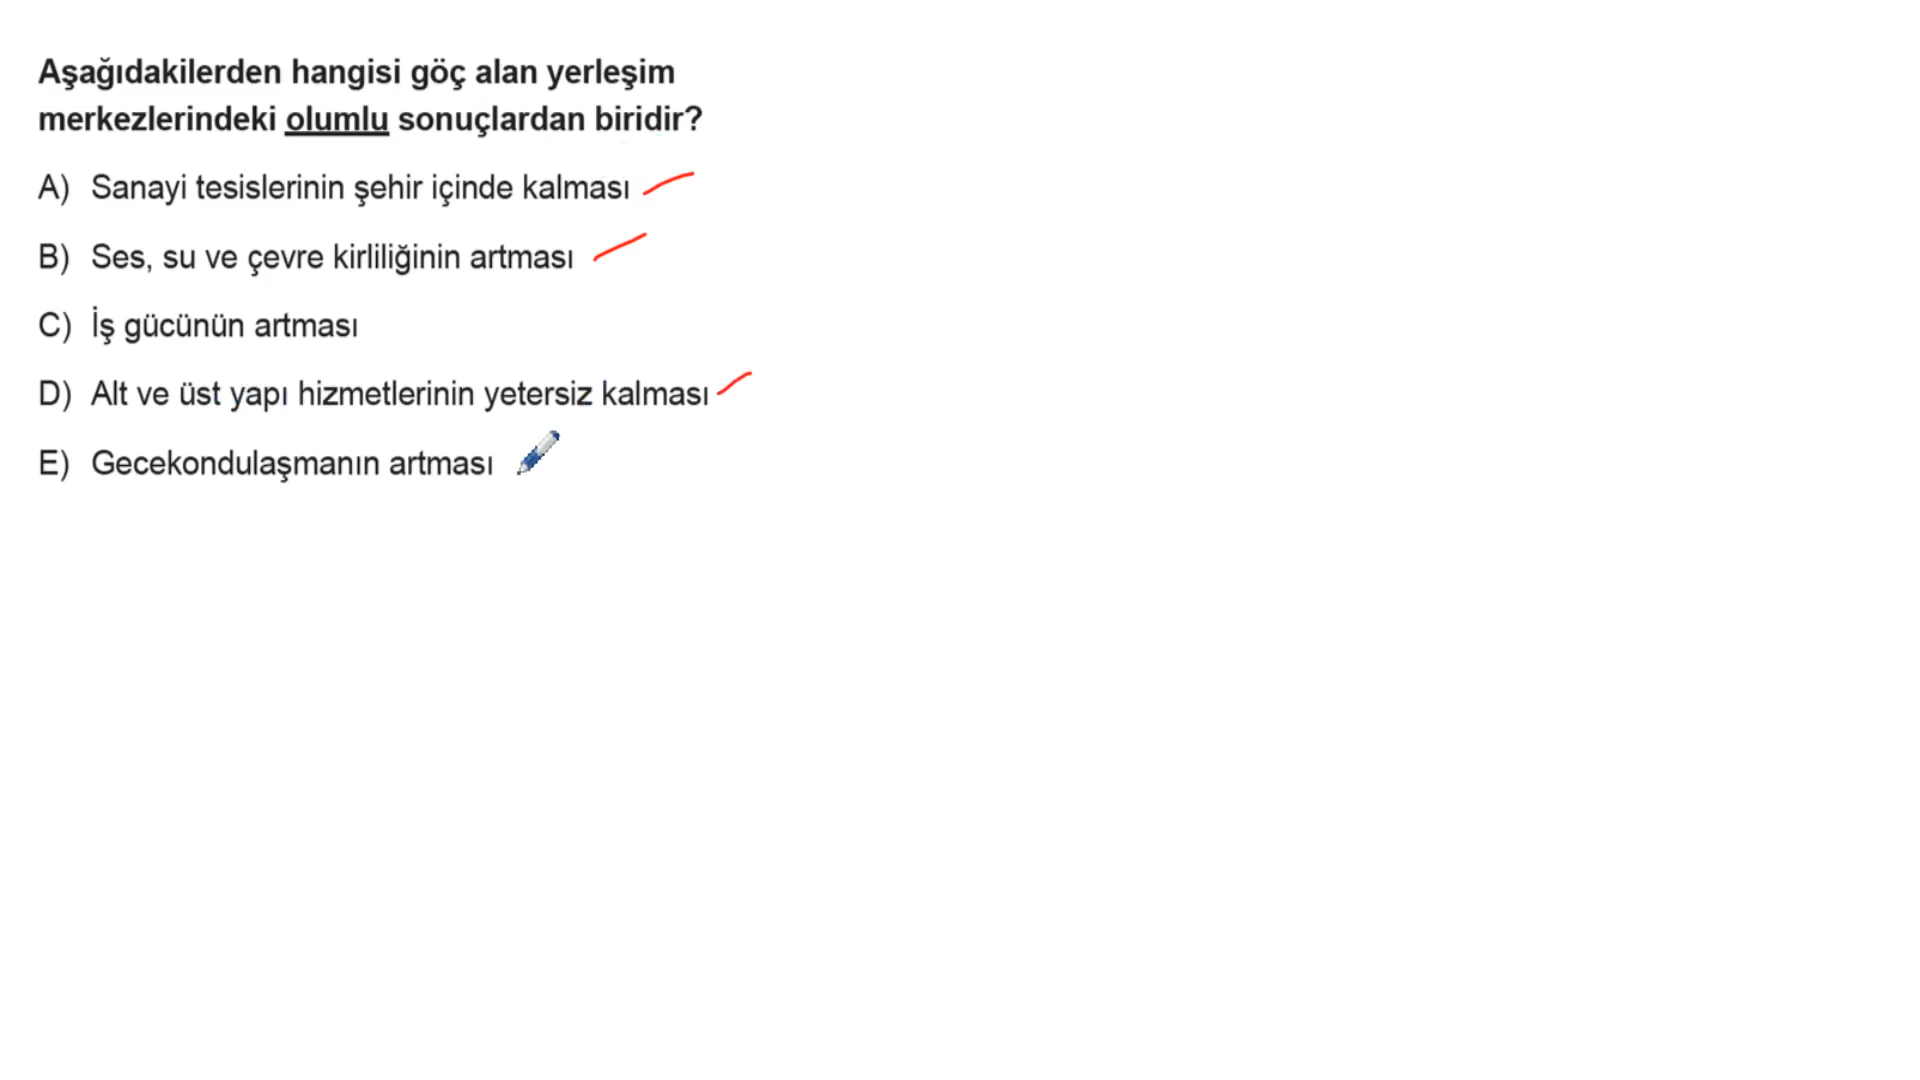 Aşağıdakilerden hangisi göç alan yerleşim
merkezlerindeki olumlu sonuçlardan biridir?
A) Sanayi tesislerinin şehir içinde kalması
B) Ses, su ve çevre kirliliğinin artması
C) İş gücünün artması
D) Alt ve üst yapı hizmetlerinin yetersiz kalması
E) Gecekondulaşmanın artması